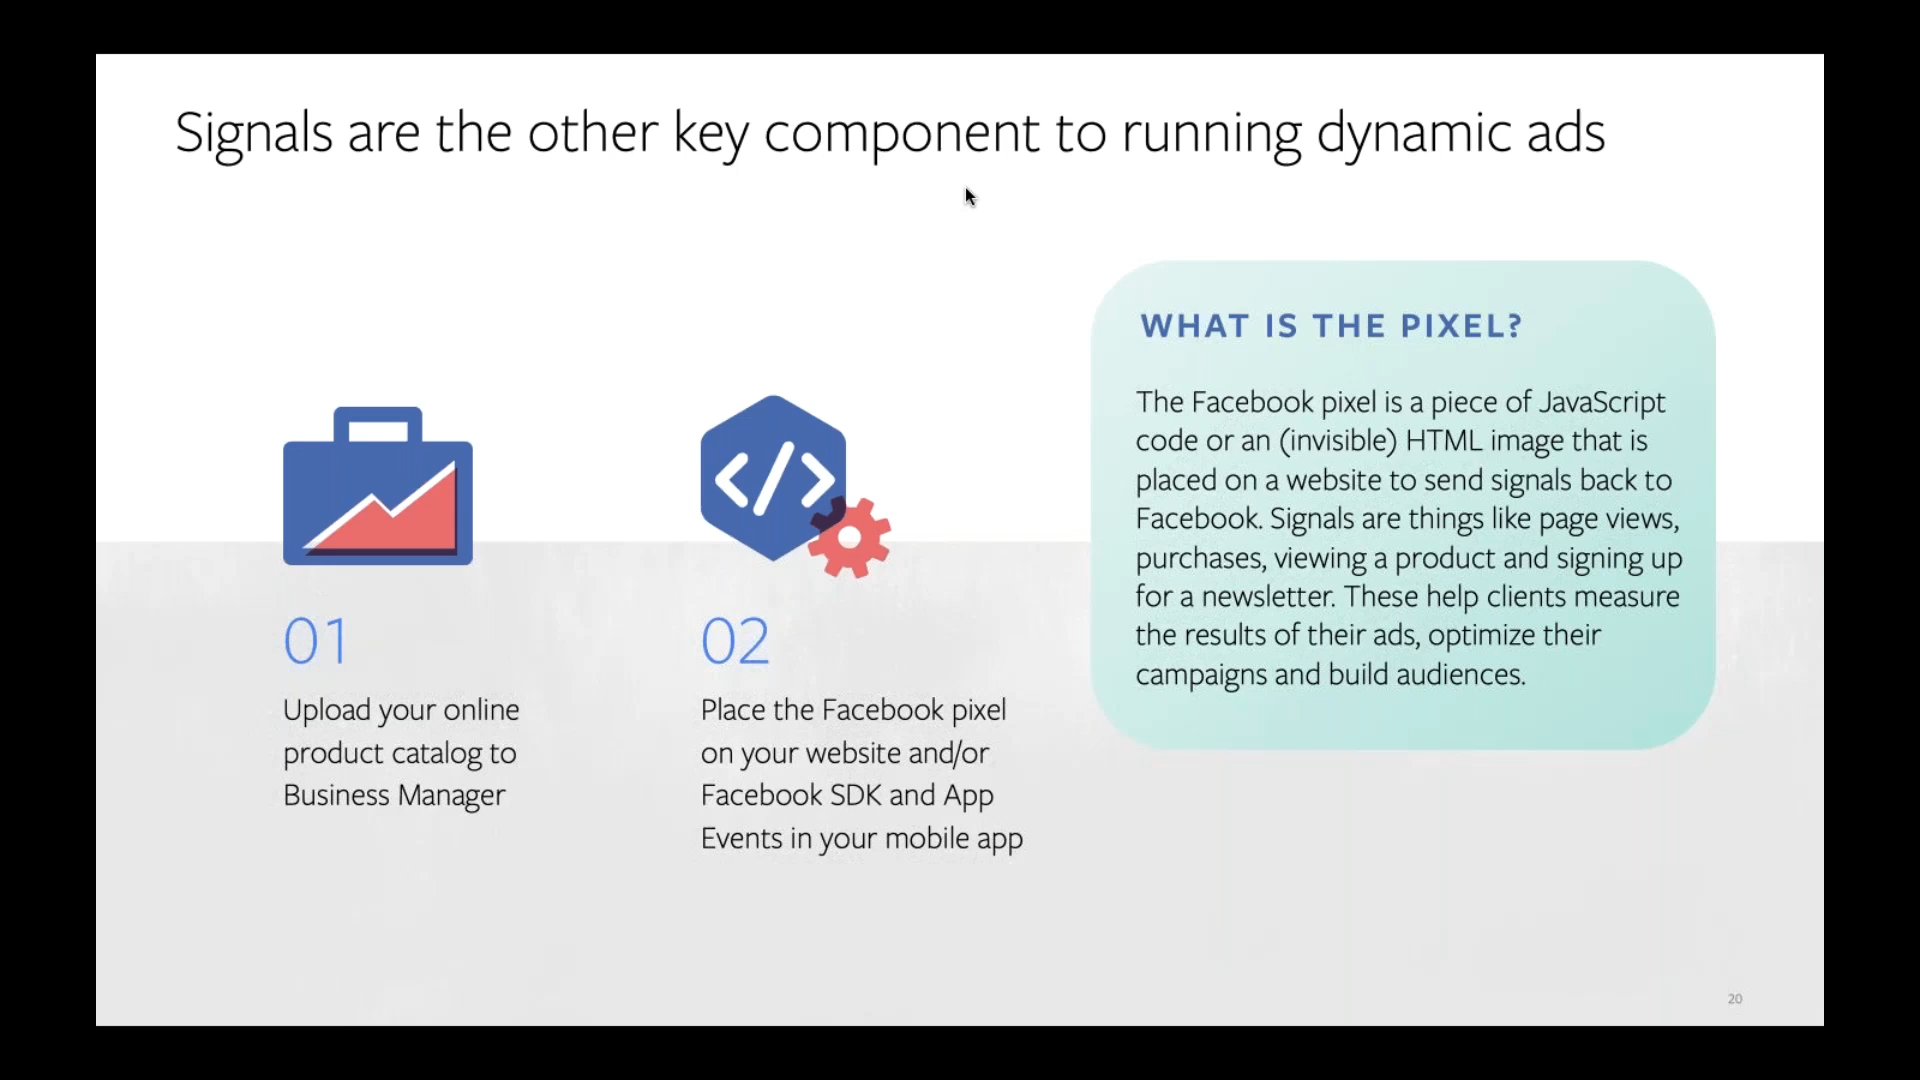 Signals are the other key component to running dynamic ads
</>
01
Upload your online
product catalog to
Business Manager
02
Place the Facebook pixel
on your website and/or
Facebook SDK and App
Events in your mobile app
WHAT IS THE PIXEL?
The Facebook pixel is a piece of JavaScript
code or an (invisible) HTML image that is
placed on a website to send signals back to
Facebook. Signals are things like page views,
purchases, viewing a product and signing up
for a newsletter. These help clients measure
the results of their ads, optimize their
campaigns and build audiences.
20